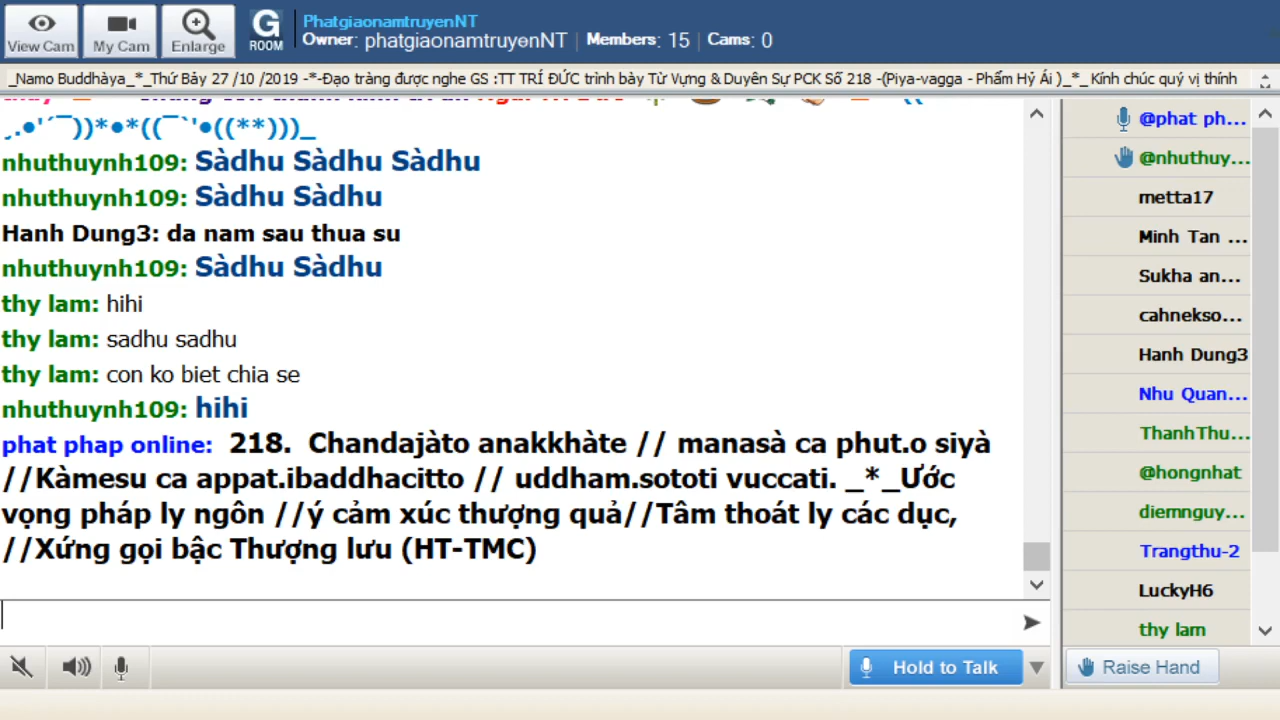 View Cam
My Cam
Enlarge
G ROOM
PhatgiaonamtruyenNT
Owner: phatgiaonamtruyenNT | Members: 15 | Cams: 0
_Namo Buddhàya_*_Thứ Bảy 27 /10 /2019 -*-Đạo tràng được nghe GS :TT TRÍ ĐỨC trình bày Từ Vựng & Duyên Sự PCK Số 218 -(Piya-vagga - Phẩm Hỷ Ái )_*_Kính chúc quý vị thính
¸.●'´¯))*●*((¯`'●((**)))_
nhuthuynh109: Sàdhu Sàdhu Sàdhu
nhuthuynh109: Sàdhu Sàdhu
Hanh Dung3: da nam sau thua su
nhuthuynh109: Sàdhu Sàdhu
thy lam: hihi
thy lam: sadhu sadhu
thy lam: con ko biet chia se
nhuthuynh109: hihi
phat phap online: 218. Chandajàto anakkhàte // manasà ca phut.o siyà
//Kàmesu ca appat.ibaddhacitto // uddham.sototi vuccati. _*_Ước
vọng pháp ly ngôn //ý cảm xúc thượng quả//Tâm thoát ly các dục,
//Xứng gọi bậc Thượng lưu (HT-TMC)
@phat ph...
@nhuthuy...
metta17
Minh Tan ...
Sukha an...
cahnekso...
Hanh Dung3
Nhu Quan...
ThanhThu...
@hongnhat
diemnguy...
Trangthu-2
LuckyH6
thy lam
Hold to Talk
Raise Hand